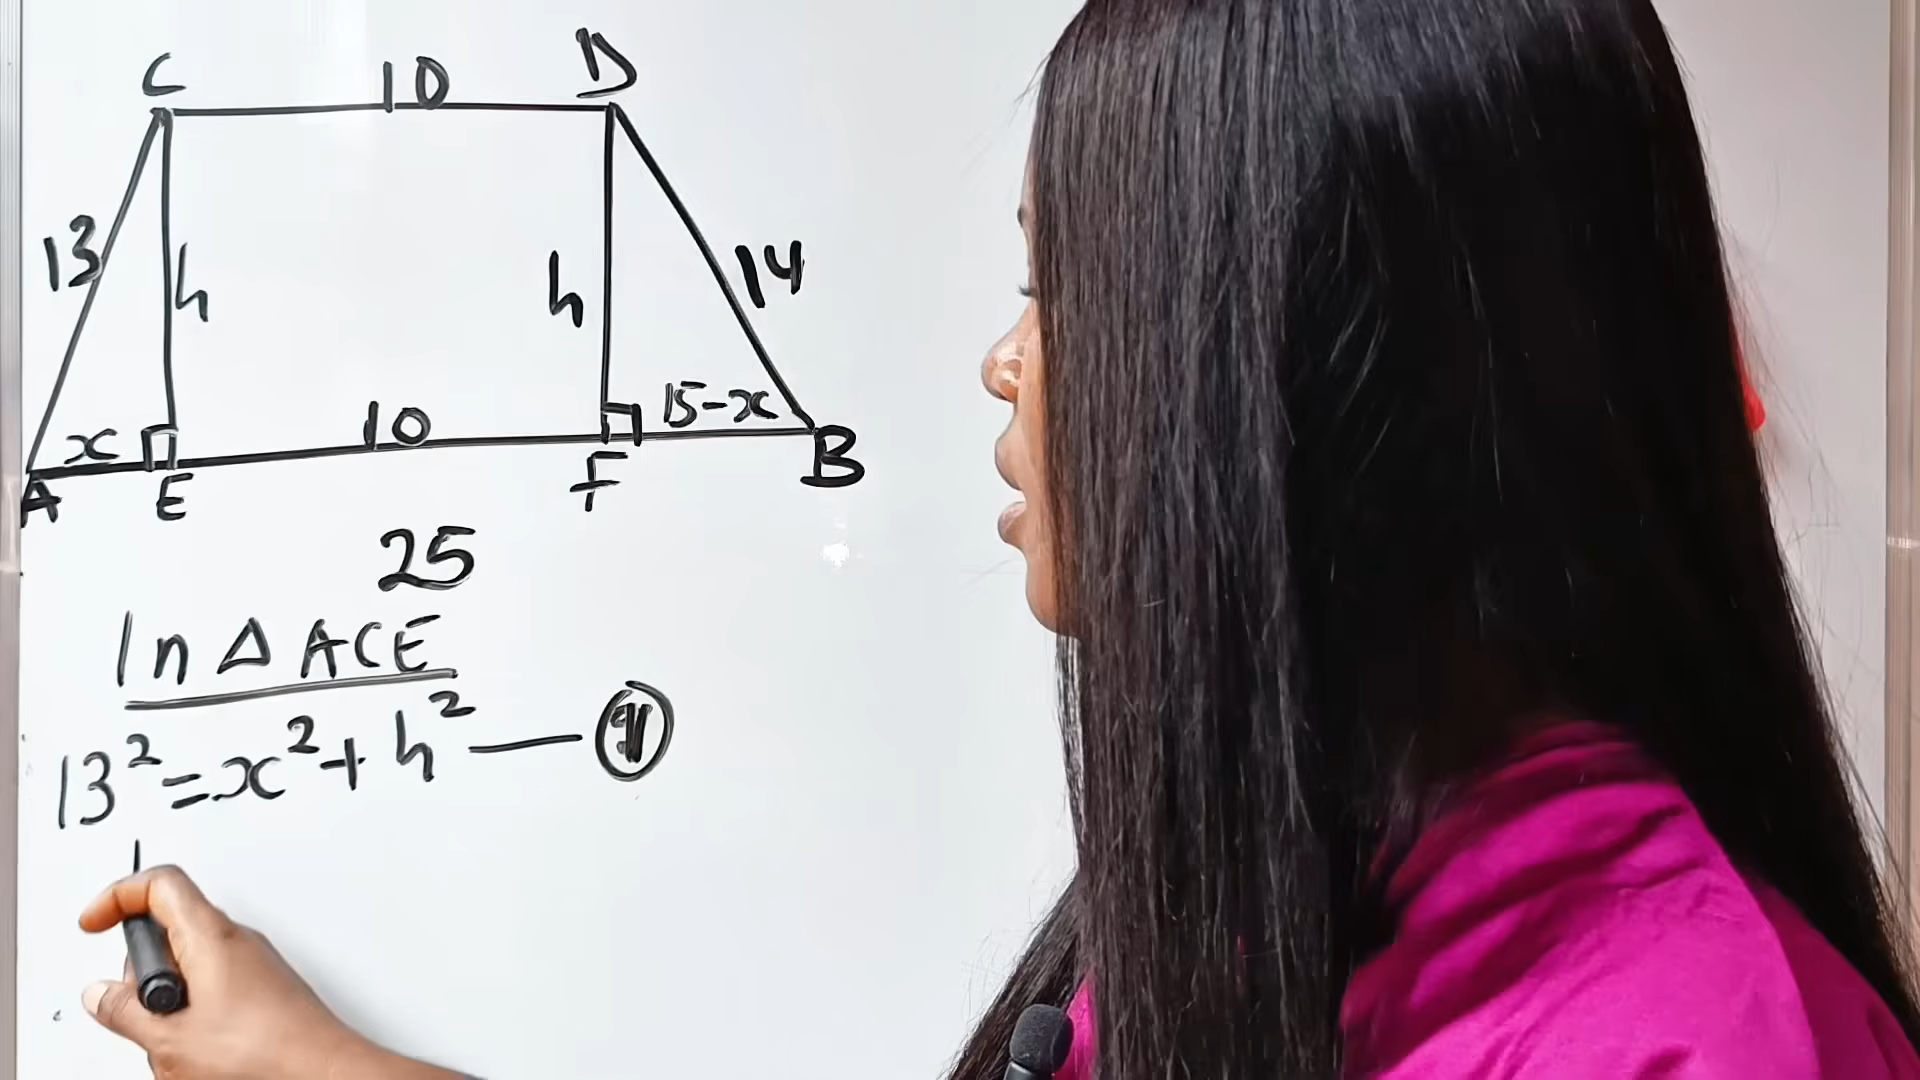 C 10 D
13 h h 14
x 10 15-x
A E F B
25
In Δ ACE
13² = x² + h² —